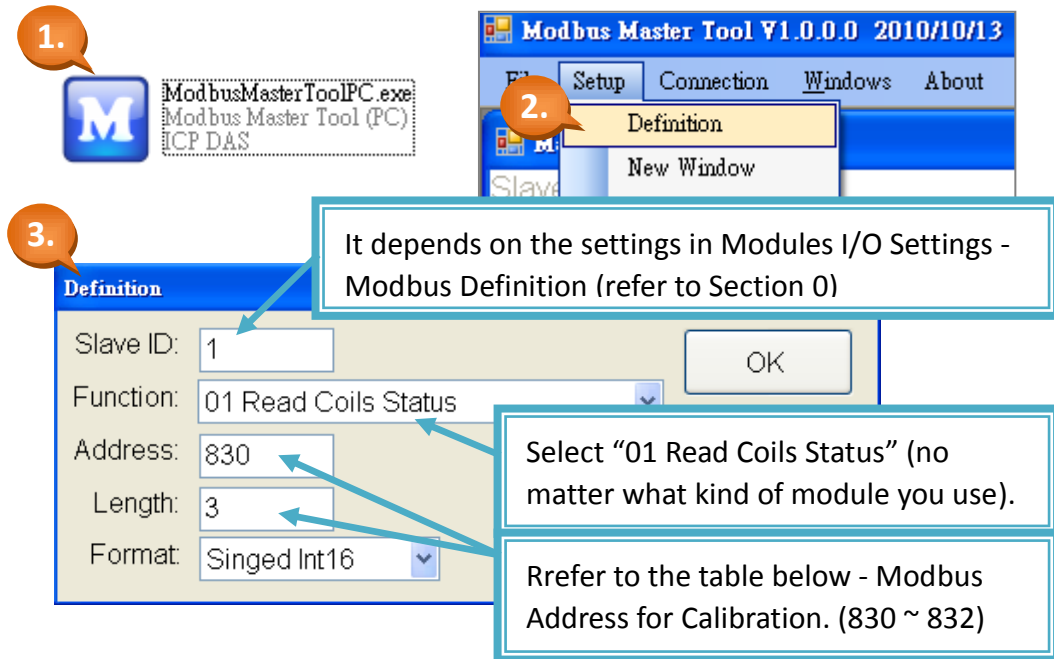 1.
ModbusMasterToolPC.exe
Modbus Master Tool (PC)
ICP DAS
Modbus Master Tool V1.0.0.0 2010/10/13
Setup Connection Windows About
2.
Definition
New Window
Slave
3.
It depends on the settings in Modules I/O Settings -
Modbus Definition (refer to Section 0)
Definition
Slave ID: 1
OK
Function: 01 Read Coils Status
Address: 830
Length: 3
Format: Singed Int16
Select “01 Read Coils Status” (no
matter what kind of module you use).
Rrefer to the table below - Modbus
Address for Calibration. (830 ~ 832)